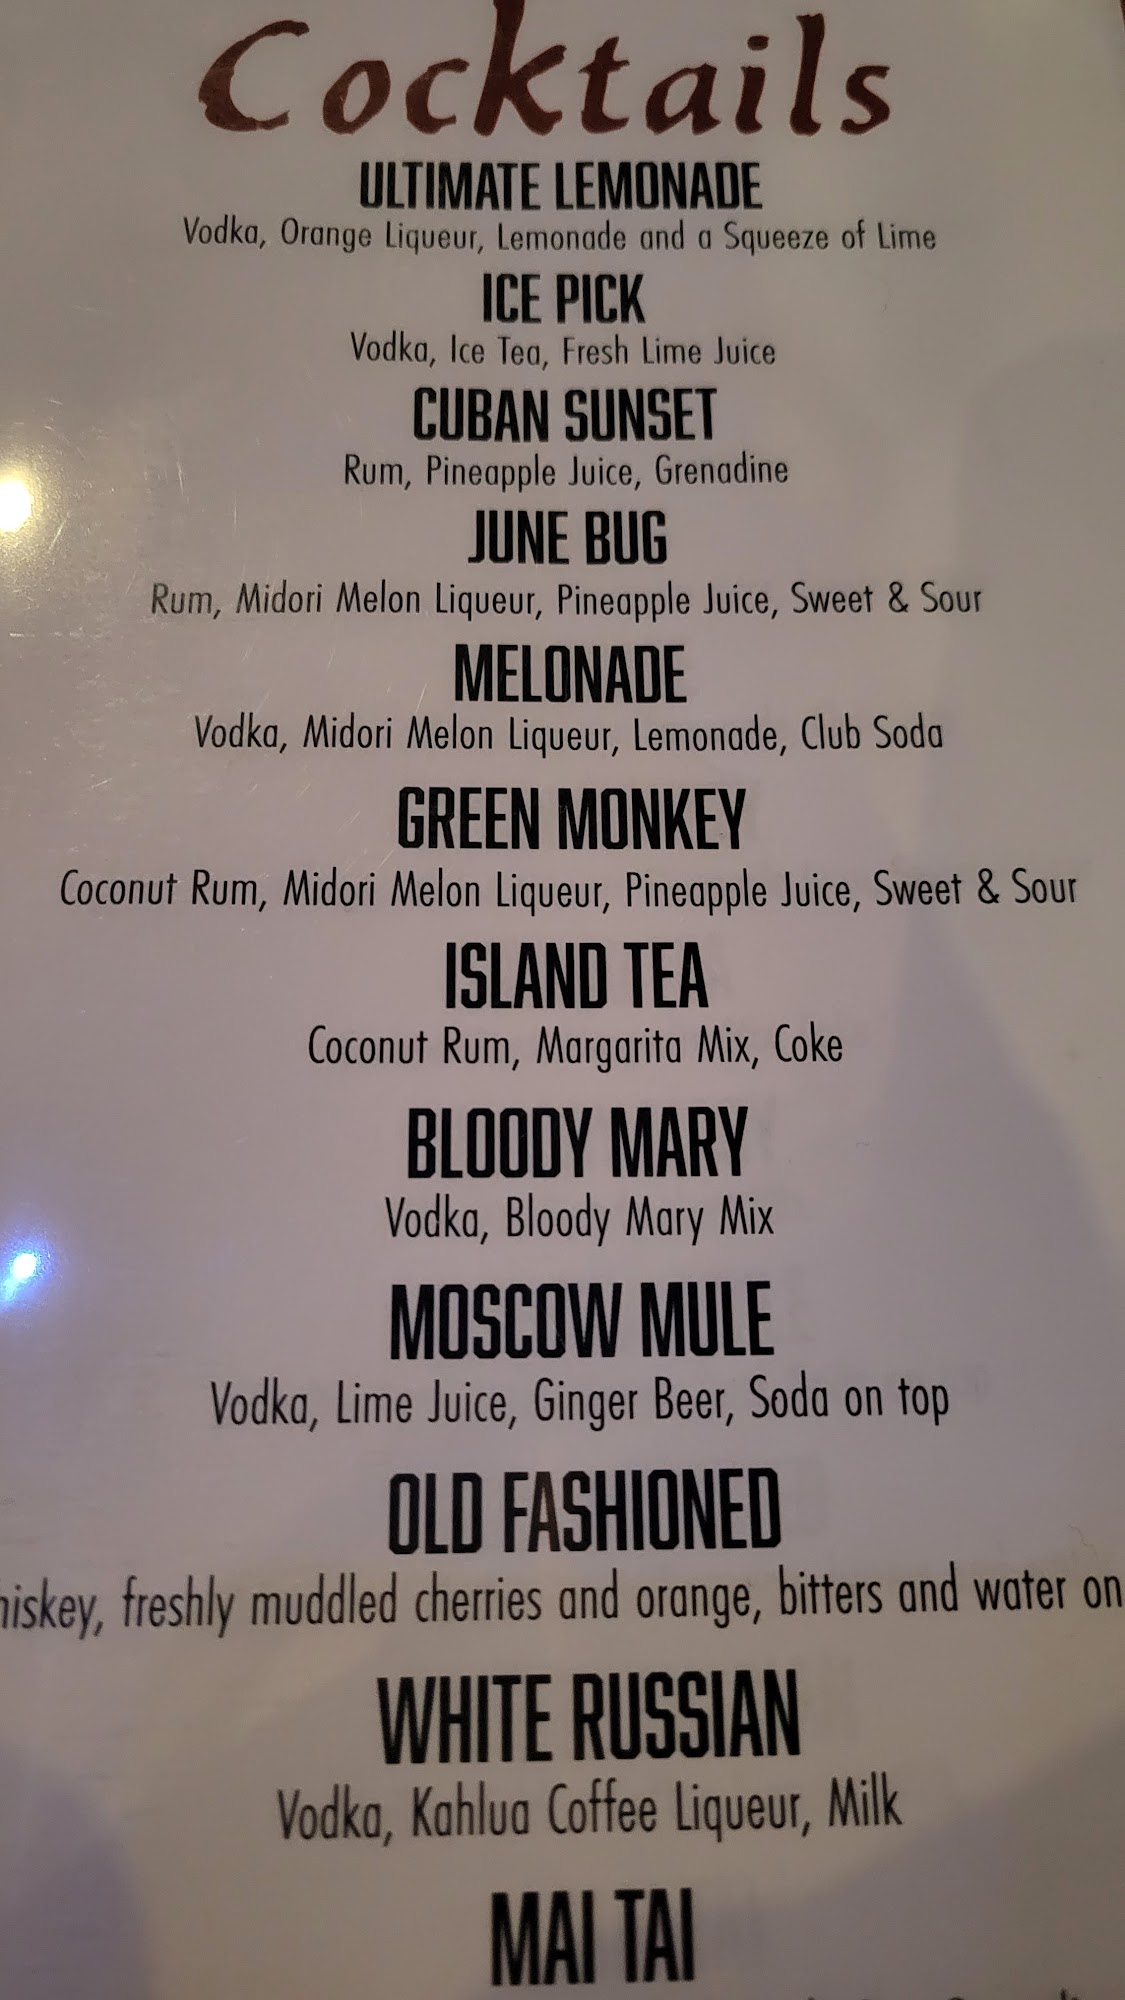 Cocktails
ULTIMATE LEMONADE
Vodka, Orange Liqueur, Lemonade and a Squeeze of Lime
ICE PICK
Vodka, Ice Tea, Fresh Lime Juice
CUBAN SUNSET
Rum, Pineapple Juice, Grenadine
JUNE BUG
Rum, Midori Melon Liqueur, Pineapple Juice, Sweet & Sour
MELONADE
Vodka, Midori Melon Liqueur, Lemonade, Club Soda
GREEN MONKEY
Coconut Rum, Midori Melon Liqueur, Pineapple Juice, Sweet & Sour
ISLAND TEA
Coconut Rum, Margarita Mix, Coke
BLOODY MARY
Vodka, Bloody Mary Mix
MOSCOW MULE
Vodka, Lime Juice, Ginger Beer, Soda on top
OLD FASHIONED
hiskey, freshly muddled cherries and orange, bitters and water on
WHITE RUSSIAN
Vodka, Kahlua Coffee Liqueur, Milk
MAI TAI